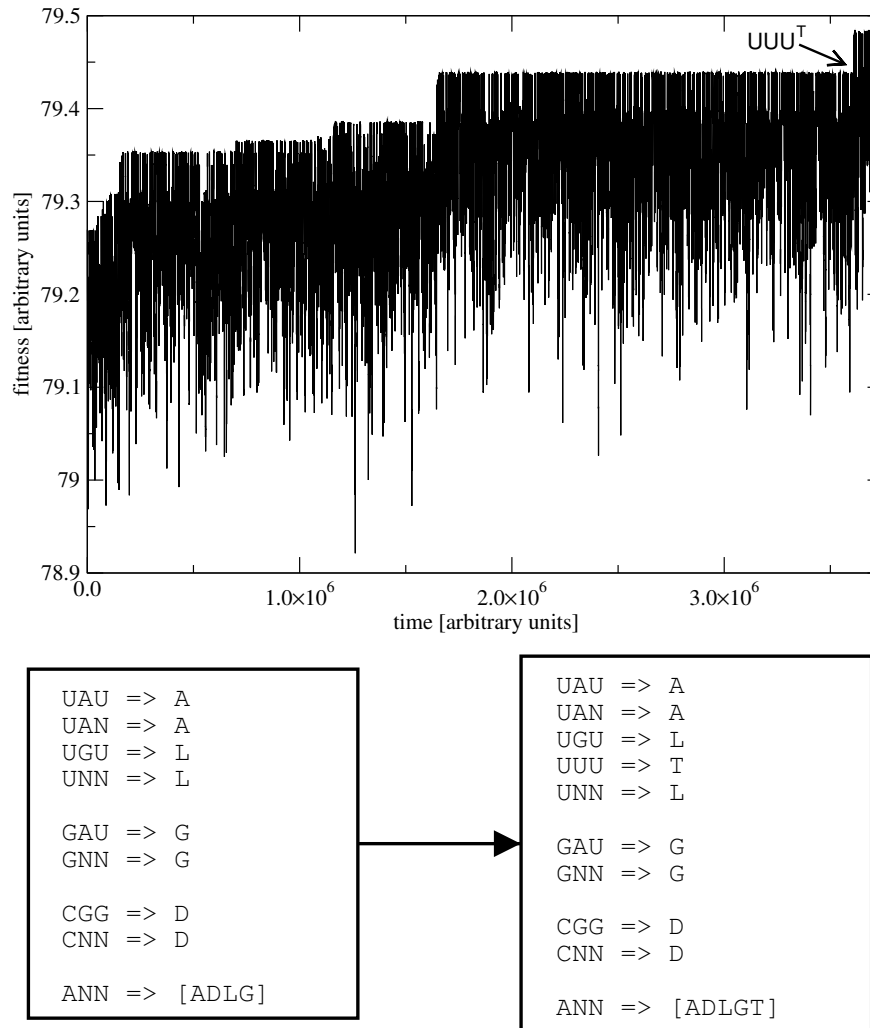 79.5
UUU^T
79.4
79.3
79.2
79.1
79
78.9
fitness [arbitrary units]
0.0
1.0×10^6
2.0×10^6
3.0×10^6
time [arbitrary units]
UAU => A
UAN => A
UGU => L
UNN => L
GAU => G
GNN => G
CGG => D
CNN => D
ANN => [ADLG]
UAU => A
UAN => A
UGU => L
UUU => T
UNN => L
GAU => G
GNN => G
CGG => D
CNN => D
ANN => [ADLGT]